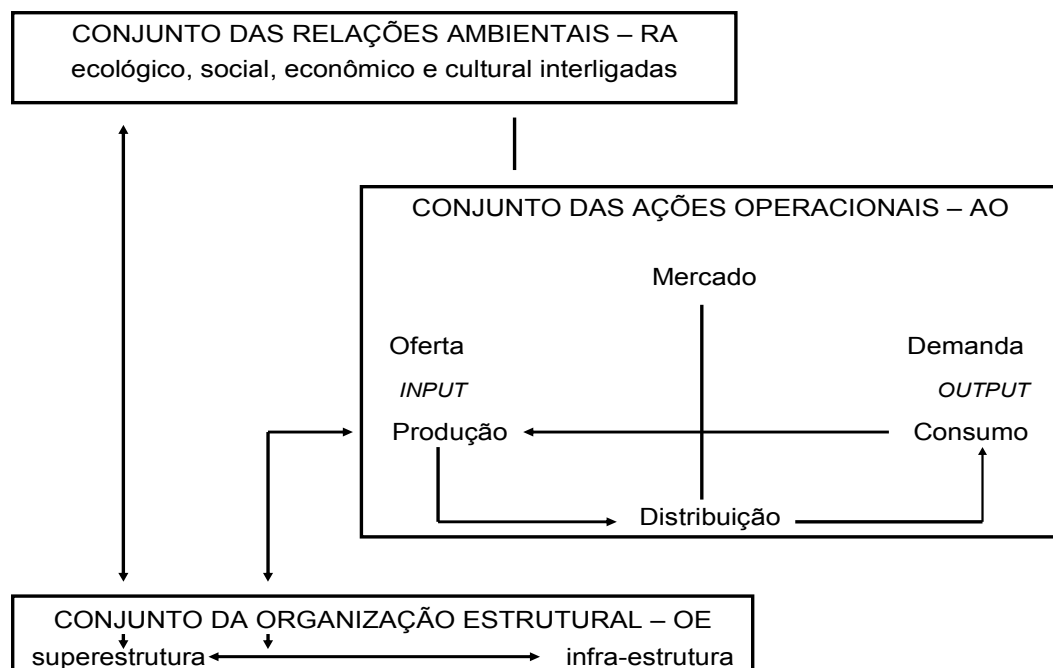 CONJUNTO DAS RELAÇÕES AMBIENTAIS – RA
ecológico, social, econômico e cultural interligadas
CONJUNTO DAS AÇÕES OPERACIONAIS – AO
Mercado
Oferta
Demanda
INPUT
OUTPUT
Produção
Consumo
Distribuição
CONJUNTO DA ORGANIZAÇÃO ESTRUTURAL – OE
superestrutura
infra-estrutura